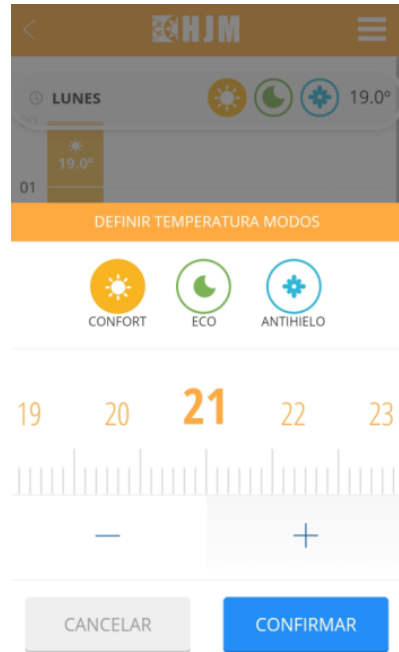 HJM
LUNES 19.0°
19.0°
01
DEFINIR TEMPERATURA MODOS
CONFORT ECO ANTIHIELO
19 20 21 22 23
CANCELAR CONFIRMAR